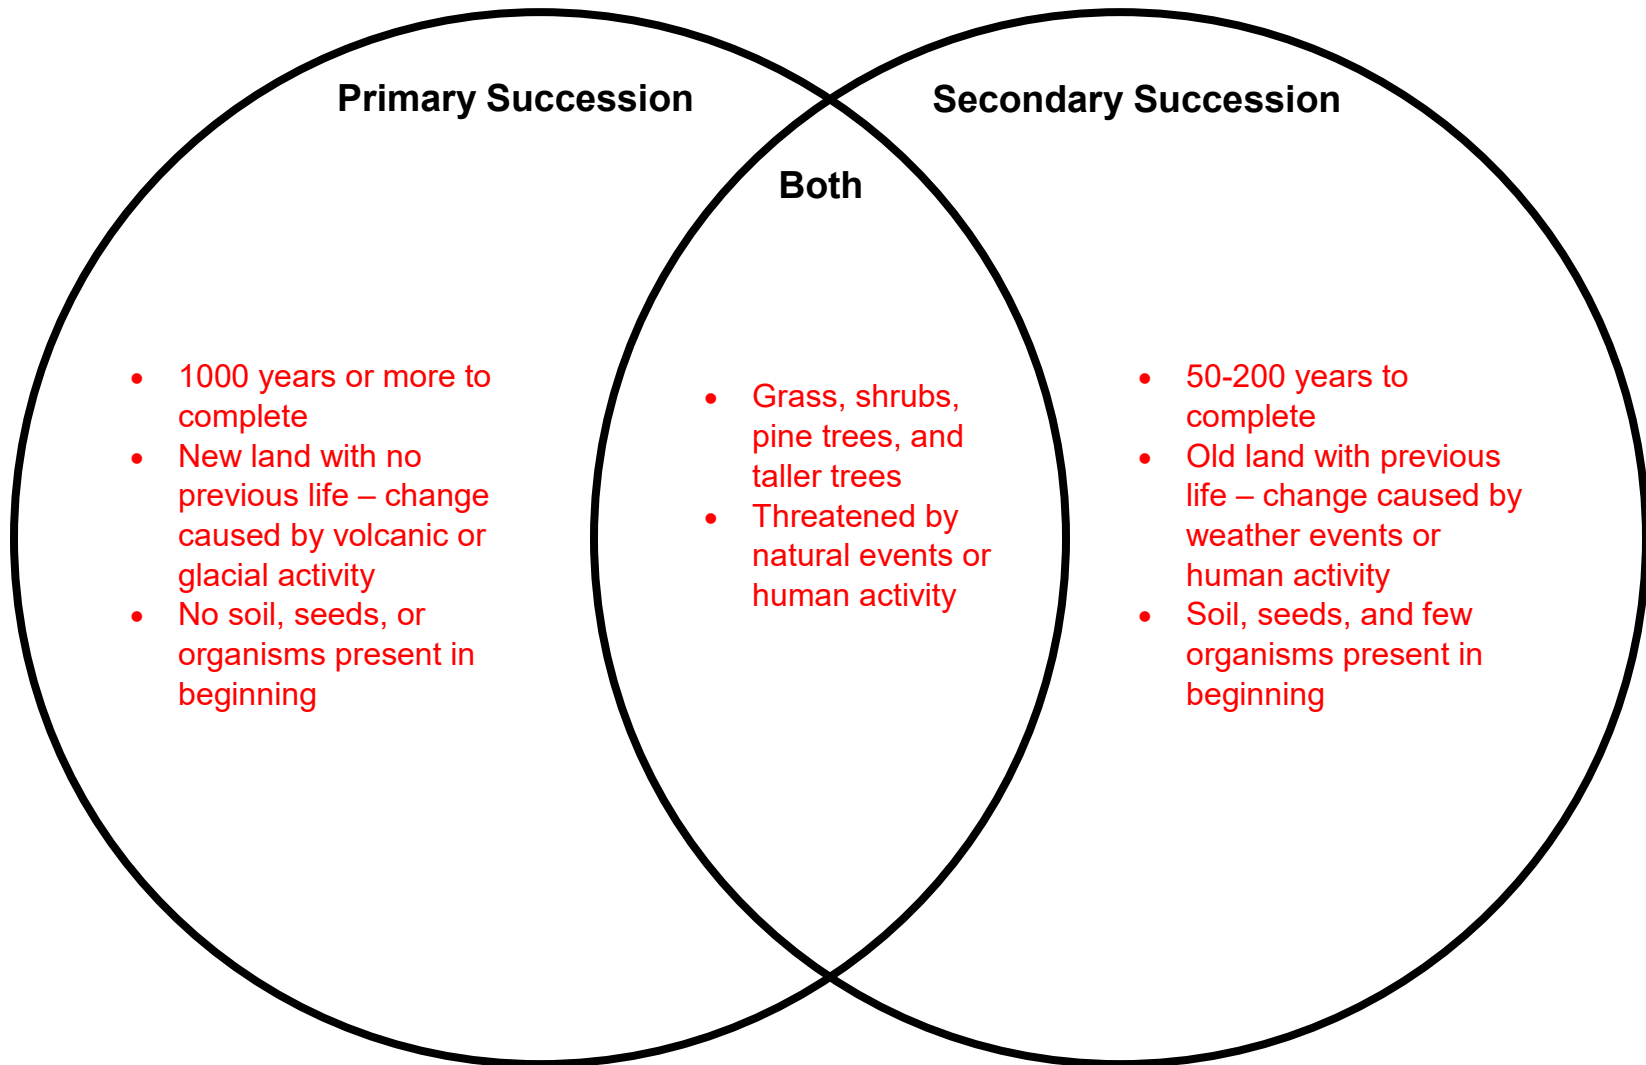 Primary Succession
Secondary Succession
Both
• 1000 years or more to
complete
• New land with no
previous life – change
caused by volcanic or
glacial activity
• No soil, seeds, or
organisms present in
beginning
• Grass, shrubs,
pine trees, and
taller trees
• Threatened by
natural events or
human activity
• 50-200 years to
complete
• Old land with previous
life – change caused by
weather events or
human activity
• Soil, seeds, and few
organisms present in
beginning